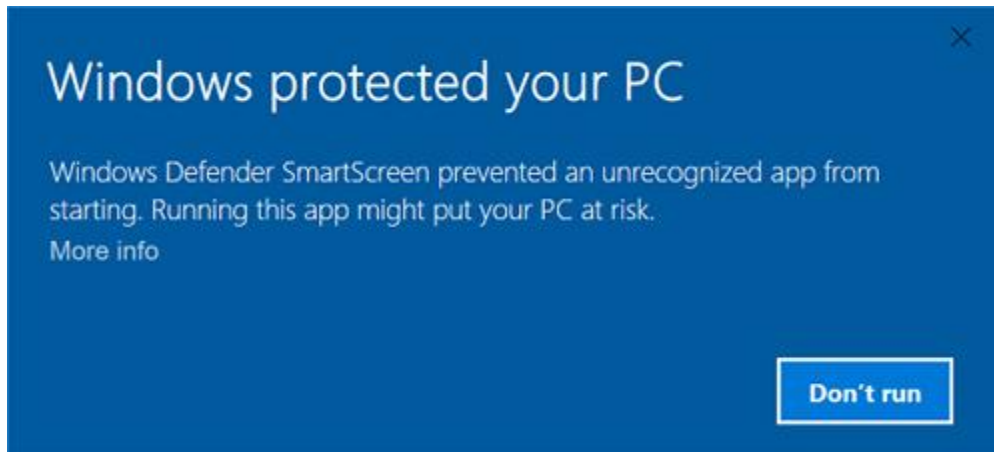 Windows protected your PC
Windows Defender SmartScreen prevented an unrecognized app from
starting. Running this app might put your PC at risk.
More info
Don't run